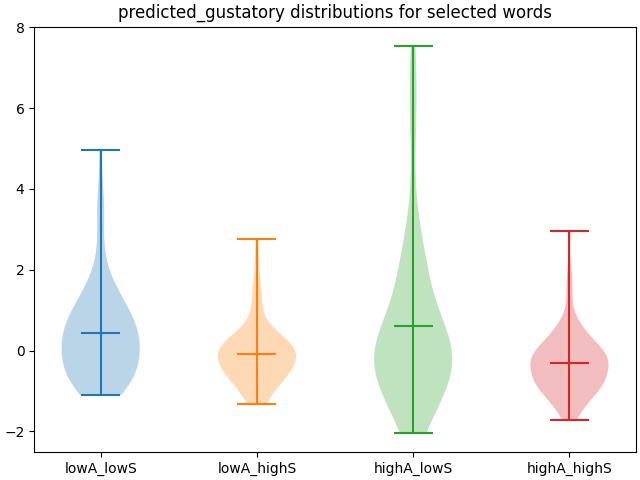 predicted_gustatory distributions for selected words
8
6
4
2
0
−2
lowA_lowS
lowA_highS
highA_lowS
highA_highS